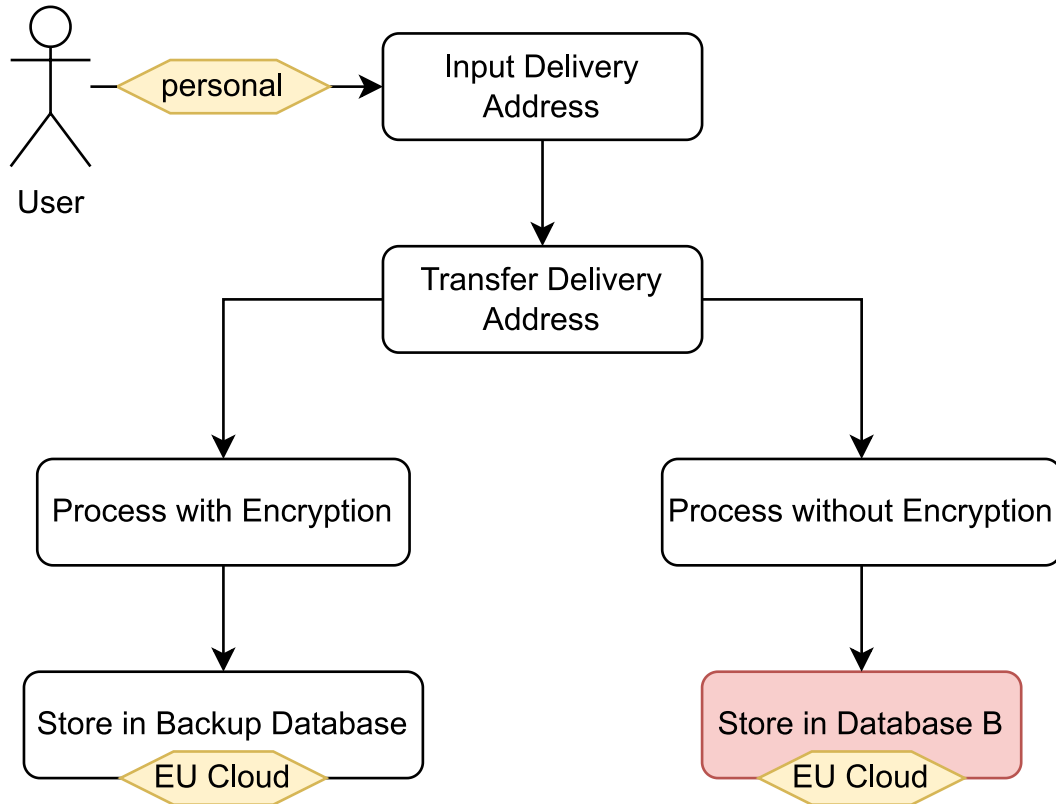 personal
Input Delivery
Address
User
Transfer Delivery
Address
Process with Encryption
Process without Encryption
Store in Backup Database
EU Cloud
Store in Database B
EU Cloud